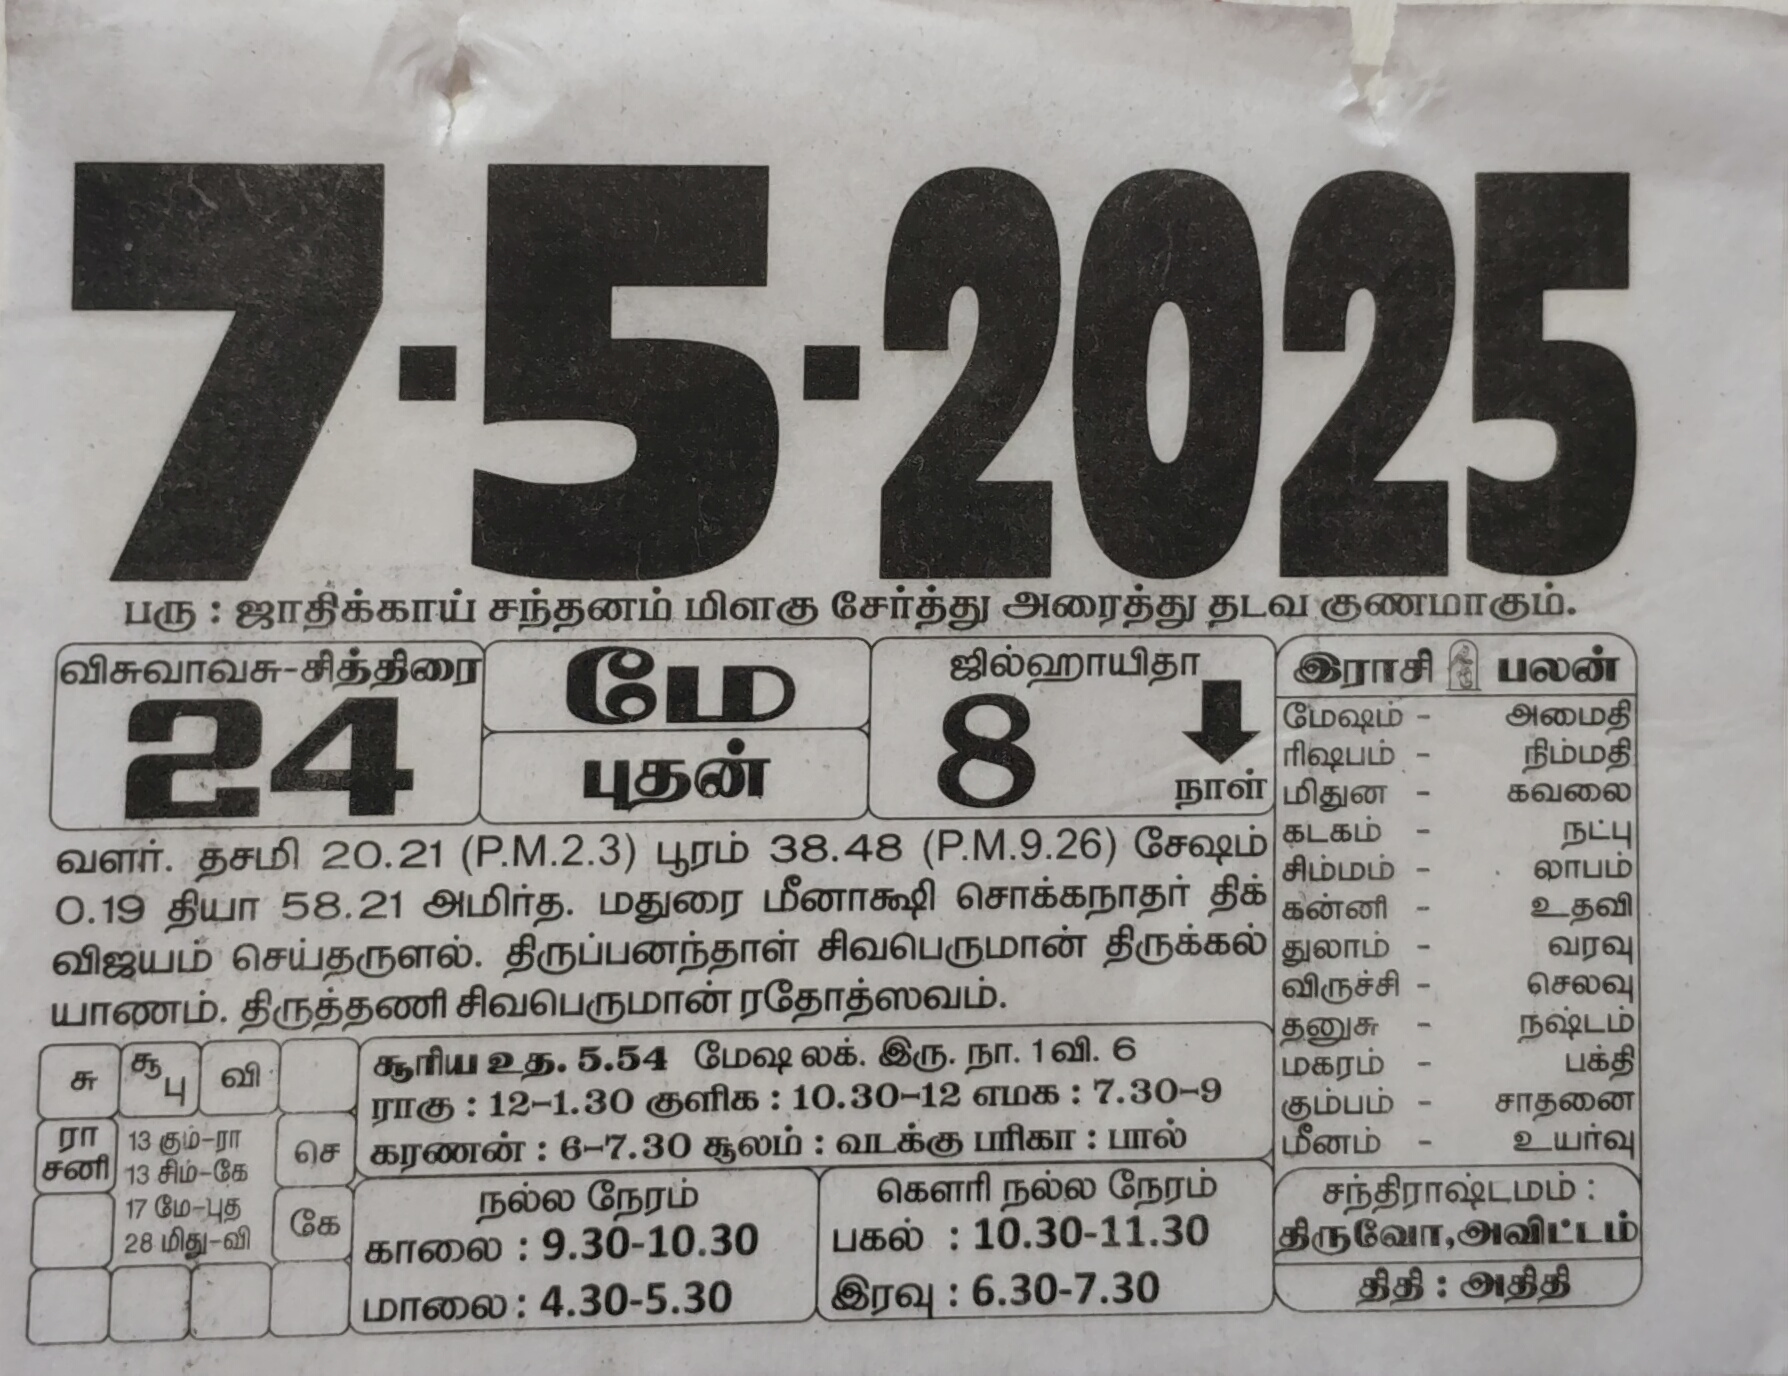 7·5·2025
பரு : ஜாதிக்காய் சந்தனம் மிளகு சேர்த்து அரைத்து தடவ குணமாகும்.
விசுவாவசு-சித்திரை
24
மே
புதன்
ஜில்ஹாயிதா
8
நாள்
வளர். தசமி 20.21 (P.M.2.3) பூரம் 38.48 (P.M.9.26) சேஷம்
0.19 தியா 58.21 அமிர்த. மதுரை மீனாக்ஷி சொக்கநாதர் திக்
விஜயம் செய்தருளல். திருப்பனந்தாள் சிவபெருமான் திருக்கல்
யாணம். திருத்தணி சிவபெருமான் ரதோத்ஸவம்.
இராசி பலன்
மேஷம் - அமைதி
ரிஷபம் - நிம்மதி
மிதுன - கவலை
கடகம் - நட்பு
சிம்மம் - லாபம்
கன்னி - உதவி
துலாம் - வரவு
விருச்சி - செலவு
தனுசு - நஷ்டம்
மகரம் - பக்தி
கும்பம் - சாதனை
மீனம் - உயர்வு
சந்திராஷ்டமம் :
திருவோ,அவிட்டம்
திதி : அதிதி
சு
சூ
பு
வி
ரா
சனி
13 கும்-ரா
13 சிம்-கே
17 மே-புத
28 மிது-வி
செ
கே
சூரிய உத. 5.54 மேஷ லக். இரு. நா. 1 வி. 6
ராகு : 12-1.30 குளிக : 10.30-12 எமக : 7.30-9
கரணன் : 6-7.30 சூலம் : வடக்கு பரிகா : பால்
நல்ல நேரம்
காலை : 9.30-10.30
மாலை : 4.30-5.30
கௌரி நல்ல நேரம்
பகல் : 10.30-11.30
இரவு : 6.30-7.30